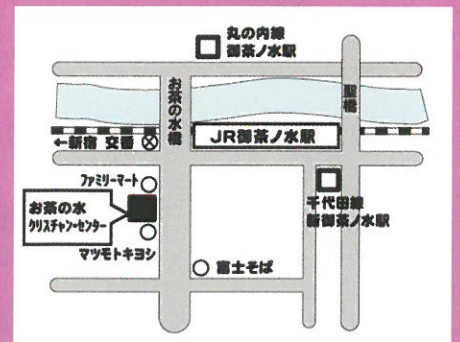 丸の内線
御茶ノ水駅
お茶の水橋
聖橋
←新宿 交番
JR御茶ノ水駅
ファミリーマート
千代田線
新御茶ノ水駅
お茶の水
クリスチャン・センター
マツモトキヨシ
富士そば